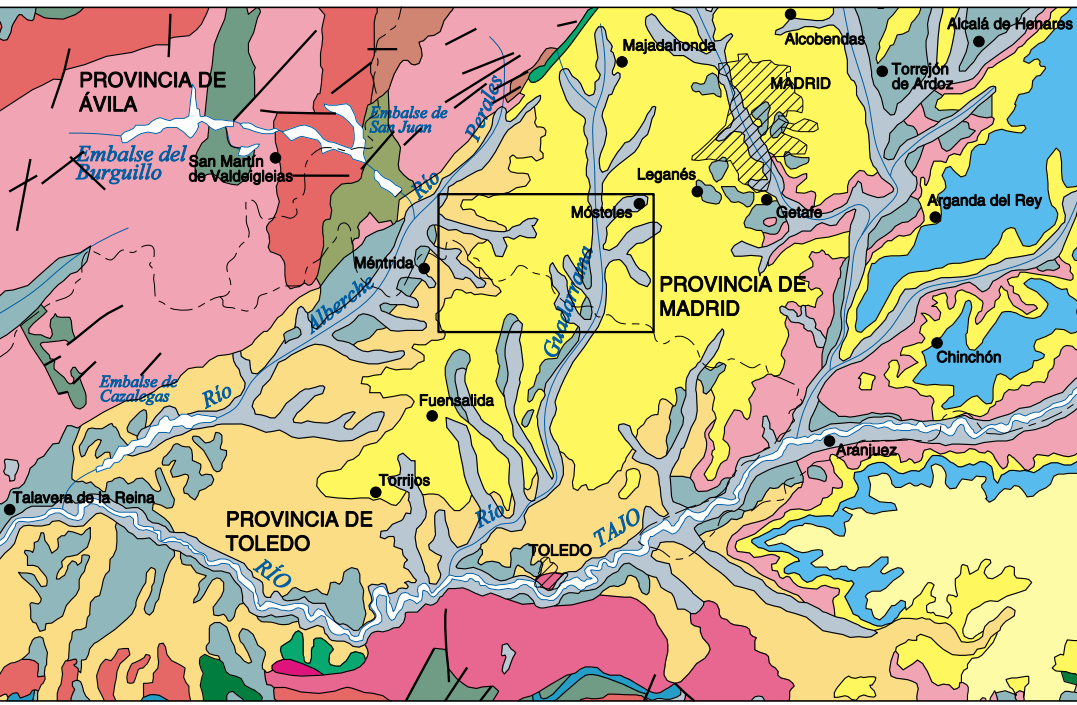 Alcalá de Henares
Majadahonda
Alcobendas
Torrejón
de Ardoz
PROVINCIA DE
ÁVILA
MADRID
Embalse de
San Juan
Perales
Embalse del
Burguillo
San Martín
de Valdeigleias
Río
Leganés
Móstoles
Getafe
Arganda del Rey
Méntrida
Guadarrama
PROVINCIA DE
MADRID
Alberche
Chinchón
Embalse de
Cazalegas
Río
Fuensalida
Aranjuez
Torrijos
Talavera de la Reina
PROVINCIA DE
TOLEDO
Río
TAJO
TOLEDO
RÍO